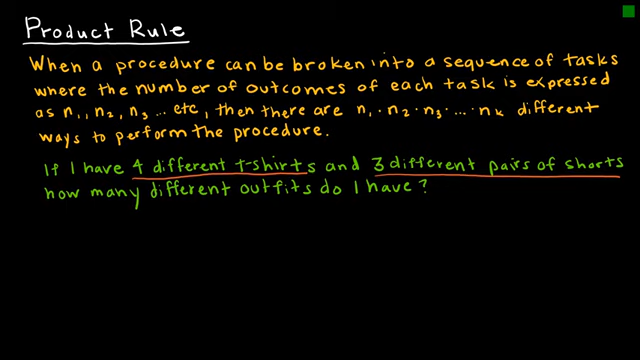 Product Rule
When a procedure can be broken into a sequence of tasks
where the number of outcomes of each task is expressed
as n₁, n₂, n₃ ... etc, then there are n₁ · n₂ · n₃ · ... · nₖ different
ways to perform the procedure.
If I have 4 different t-shirts and 3 different pairs of shorts
how many different outfits do I have?